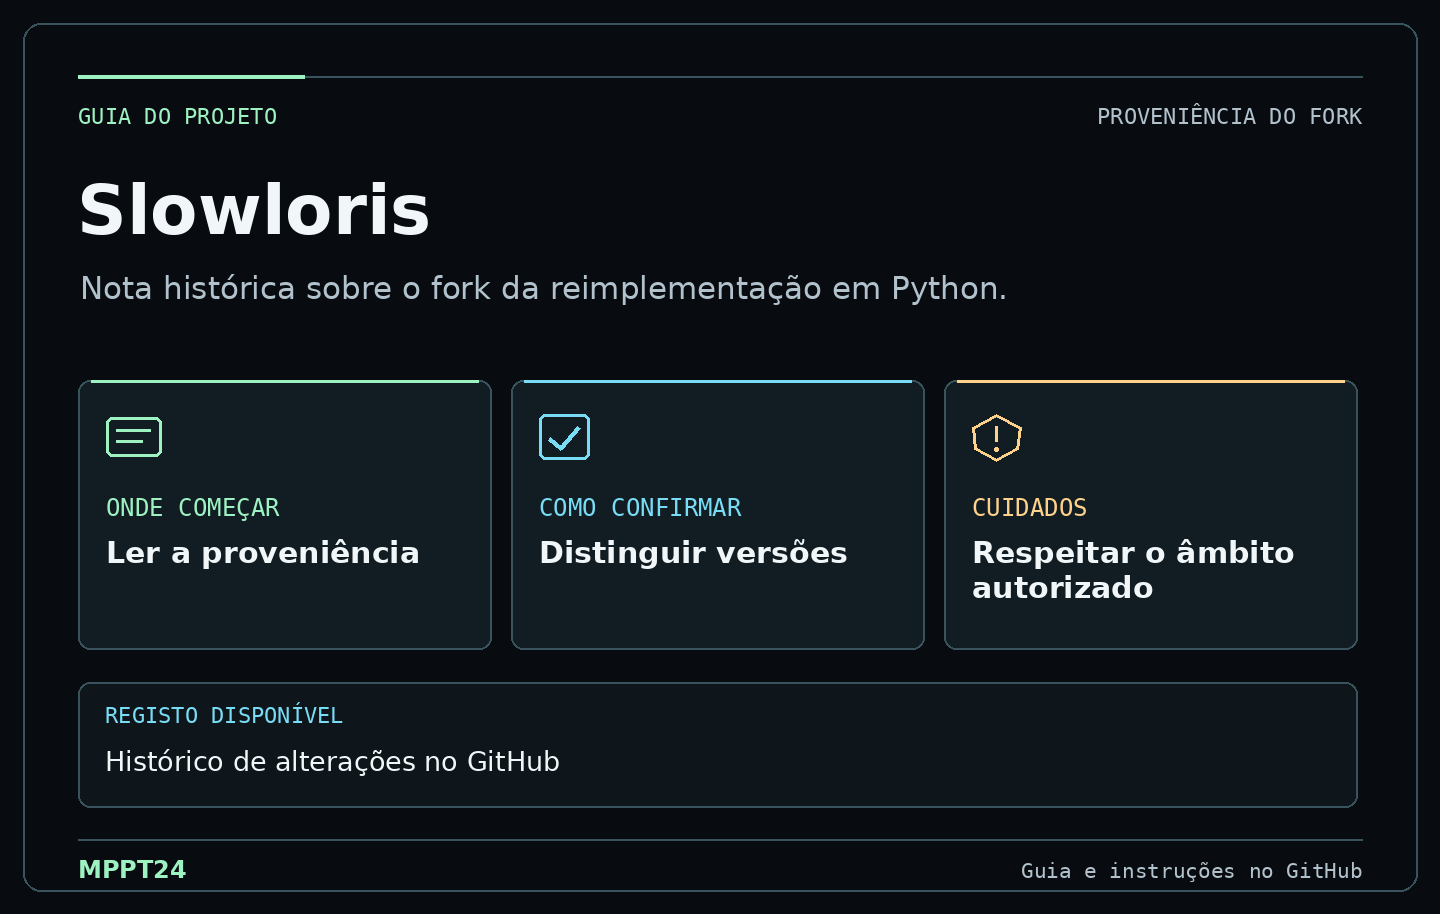 GUIA DO PROJETO
PROVENIÊNCIA DO FORK
Slowloris
Nota histórica sobre o fork da reimplementação em Python.
ONDE COMEÇAR
Ler a proveniência
COMO CONFIRMAR
Distinguir versões
CUIDADOS
Respeitar o âmbito
autorizado
REGISTO DISPONÍVEL
Histórico de alterações no GitHub
MPPT24
Guia e instruções no GitHub